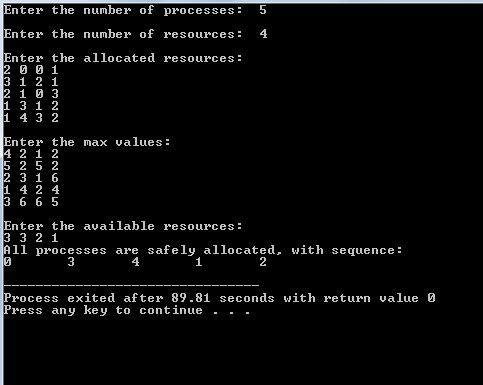 Enter the number of processes:  5
Enter the number of resources:  4
Enter the allocated resources:
2 0 0 1
3 1 2 1
2 1 0 3
1 3 1 2
1 4 3 2
Enter the max values:
4 2 1 2
5 2 5 2
2 3 1 6
1 4 2 4
3 6 6 5
Enter the available resources:
3 3 2 1
All processes are safely allocated, with sequence:
0       3       4       1       2
--------------------------------
Process exited after 89.81 seconds with return value 0
Press any key to continue . . .